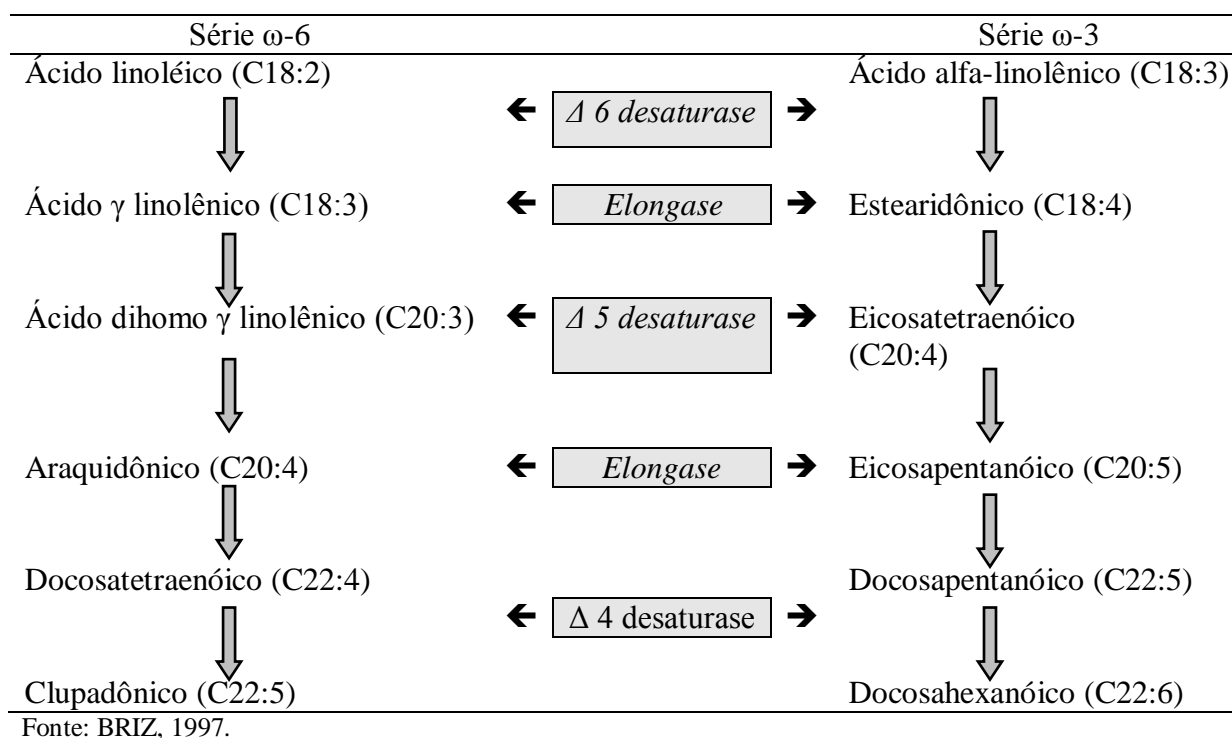 Série ω-6 Série ω-3
Ácido linoléico (C18:2) Ácido alfa-linolênico (C18:3)
Δ 6 desaturase
Ácido γ linolênico (C18:3) Elongase Estearidônico (C18:4)
Ácido dihomo γ linolênico (C20:3) Δ 5 desaturase Eicosatetraenóico
(C20:4)
Araquidônico (C20:4) Elongase Eicosapentanóico (C20:5)
Docosatetraenóico (C22:4) Docosapentanóico (C22:5)
Δ 4 desaturase
Clupadônico (C22:5) Docosahexanóico (C22:6)
Fonte: BRIZ, 1997.